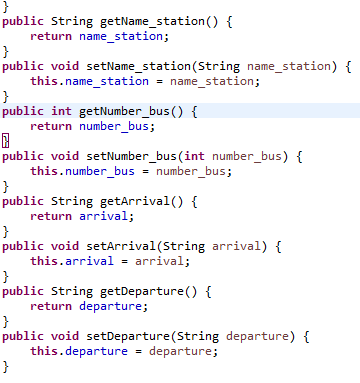 }
public String getName_station() {
    return name_station;
}
public void setName_station(String name_station) {
    this.name_station = name_station;
}
public int getNumber_bus() {
    return number_bus;
}
public void setNumber_bus(int number_bus) {
    this.number_bus = number_bus;
}
public String getArrival() {
    return arrival;
}
public void setArrival(String arrival) {
    this.arrival = arrival;
}
public String getDeparture() {
    return departure;
}
public void setDeparture(String departure) {
    this.departure = departure;
}